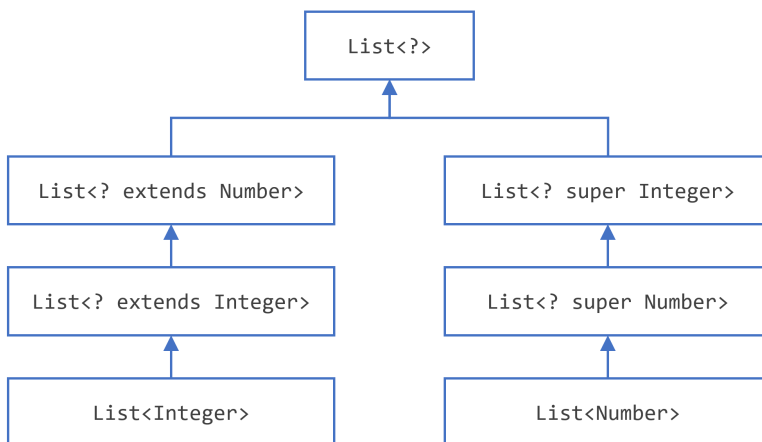 List<?>
List<? extends Number>
List<? super Integer>
List<? extends Integer>
List<? super Number>
List<Integer>
List<Number>